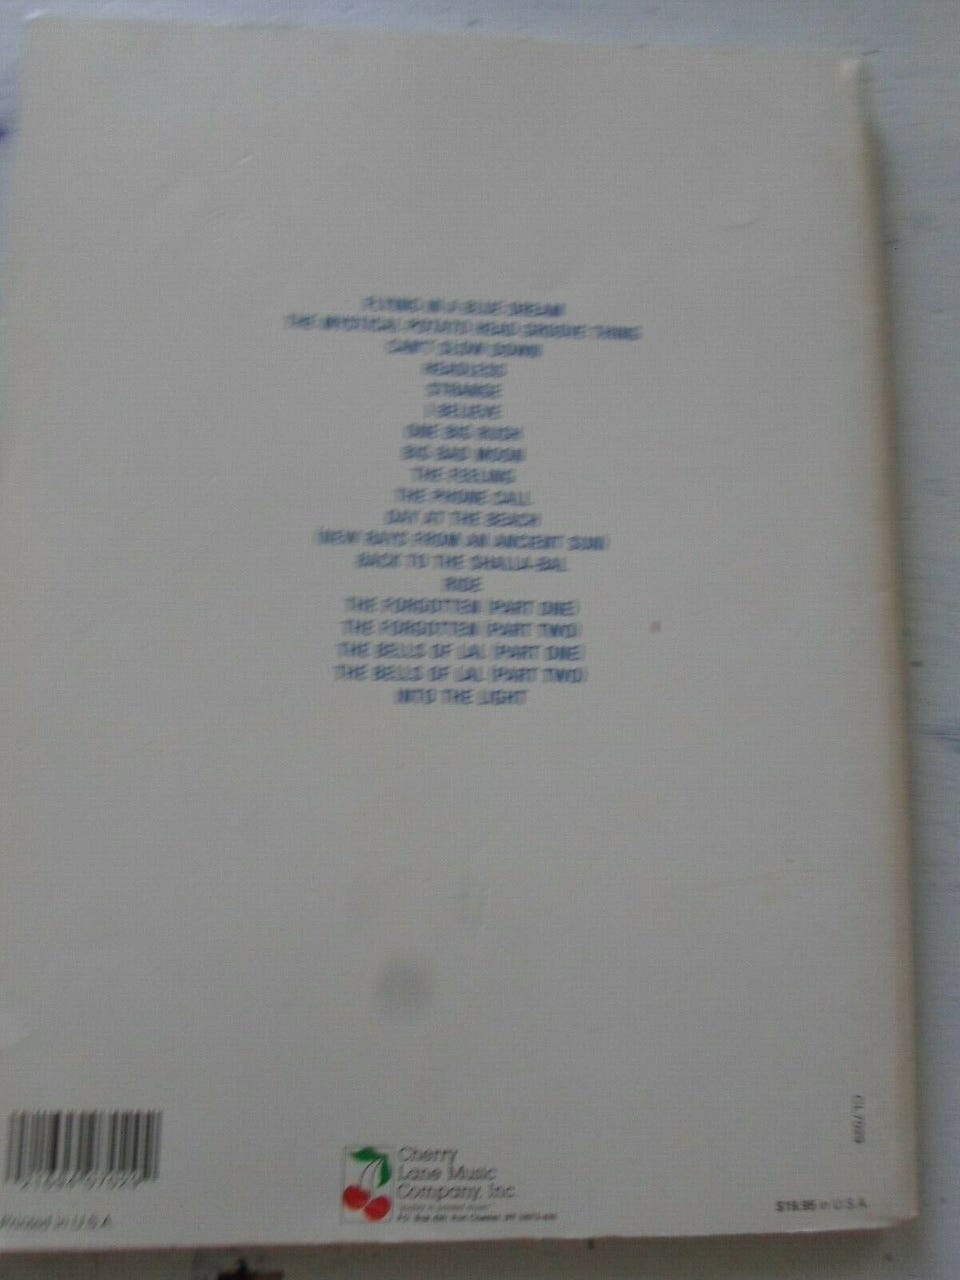 FLYING IN A BLUE DREAM
THE MYSTICAL POTATO HEAD GROOVE THING
CAN'T SLOW DOWN
HEADLESS
STRANGE
I BELIEVE
ONE BIG RUSH
BIG BAD MOON
THE FEELING
THE PHONE CALL
DAY AT THE BEACH
(NEW RAYS FROM AN ANCIENT SUN)
BACK TO THE SHALLA-BAL
RIDE
THE FORGOTTEN (PART ONE)
THE FORGOTTEN (PART TWO)
THE BELLS OF LAL (PART ONE)
THE BELLS OF LAL (PART TWO)
INTO THE LIGHT
Printed in U.S.A.
Cherry
Lane Music
Company, Inc.
$19.95 in U.S.A.